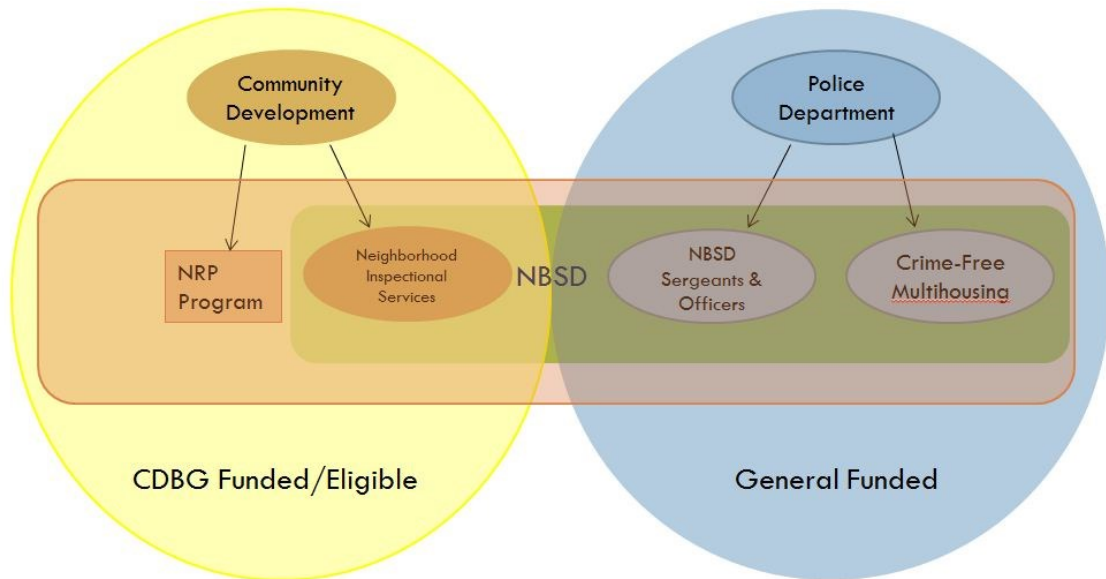 Community
Development
Police
Department
NRP
Program
Neighborhood
Inspectional
Services
NBSD
NBSD
Sergeants &
Officers
Crime-Free
Multihousing
CDBG Funded/Eligible
General Funded